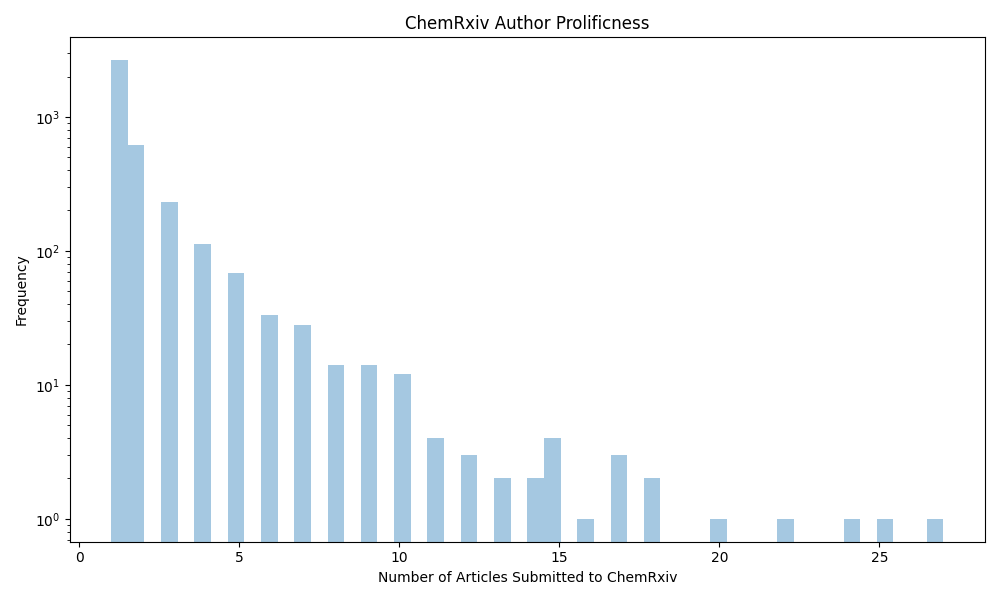 ChemRxiv Author Prolificness
Frequency
10³
10²
10¹
10⁰
0 5 10 15 20 25
Number of Articles Submitted to ChemRxiv